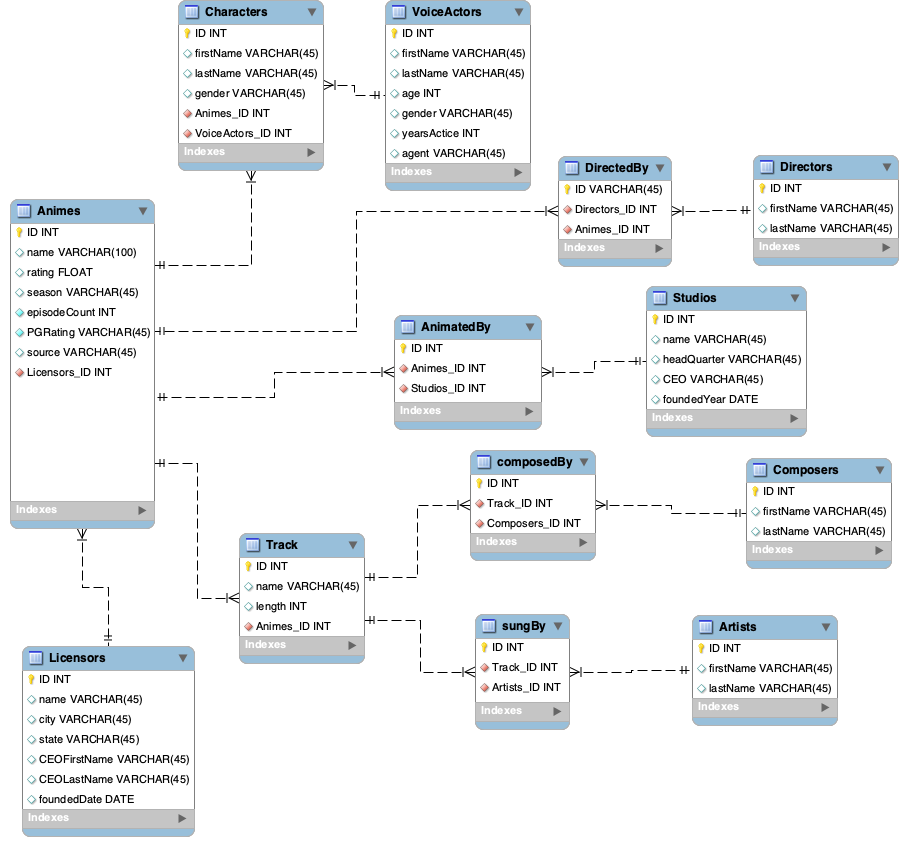 Characters
ID INT
firstName VARCHAR(45)
lastName VARCHAR(45)
gender VARCHAR(45)
Animes_ID INT
VoiceActors_ID INT
Indexes
VoiceActors
ID INT
firstName VARCHAR(45)
lastName VARCHAR(45)
age INT
gender VARCHAR(45)
yearsActice INT
agent VARCHAR(45)
Indexes
DirectedBy
ID VARCHAR(45)
Directors_ID INT
Animes_ID INT
Indexes
Directors
ID INT
firstName VARCHAR(45)
lastName VARCHAR(45)
Indexes
Animes
ID INT
name VARCHAR(100)
rating FLOAT
season VARCHAR(45)
episodeCount INT
PGRating VARCHAR(45)
source VARCHAR(45)
Licensors_ID INT
Indexes
AnimatedBy
ID INT
Animes_ID INT
Studios_ID INT
Indexes
Studios
ID INT
name VARCHAR(45)
headQuarter VARCHAR(45)
CEO VARCHAR(45)
foundedYear DATE
Indexes
composedBy
ID INT
Track_ID INT
Composers_ID INT
Indexes
Composers
ID INT
firstName VARCHAR(45)
lastName VARCHAR(45)
Indexes
Track
ID INT
name VARCHAR(45)
length INT
Animes_ID INT
Indexes
sungBy
ID INT
Track_ID INT
Artists_ID INT
Indexes
Artists
ID INT
firstName VARCHAR(45)
lastName VARCHAR(45)
Indexes
Licensors
ID INT
name VARCHAR(45)
city VARCHAR(45)
state VARCHAR(45)
CEOFirstName VARCHAR(45)
CEOLastName VARCHAR(45)
foundedDate DATE
Indexes